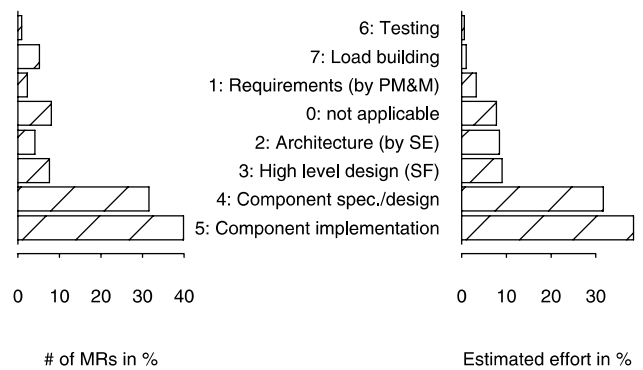 6: Testing
7: Load building
1: Requirements (by PM&M)
0: not applicable
2: Architecture (by SE)
3: High level design (SF)
4: Component spec./design
5: Component implementation
0 10 20 30 40
0 10 20 30
# of MRs in %
Estimated effort in %